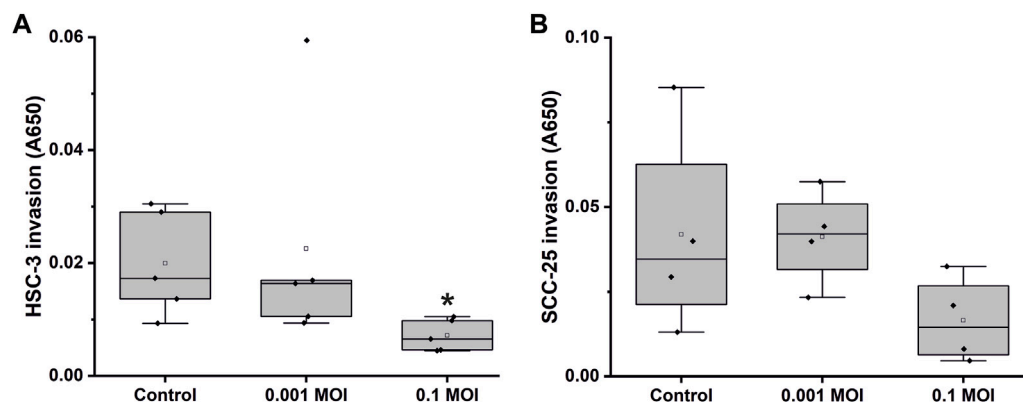 A
HSC-3 invasion (A650)
0.06
0.04
0.02
0.00
*
Control 0.001 MOI 0.1 MOI
B
SCC-25 invasion (A650)
0.10
0.05
0.00
Control 0.001 MOI 0.1 MOI